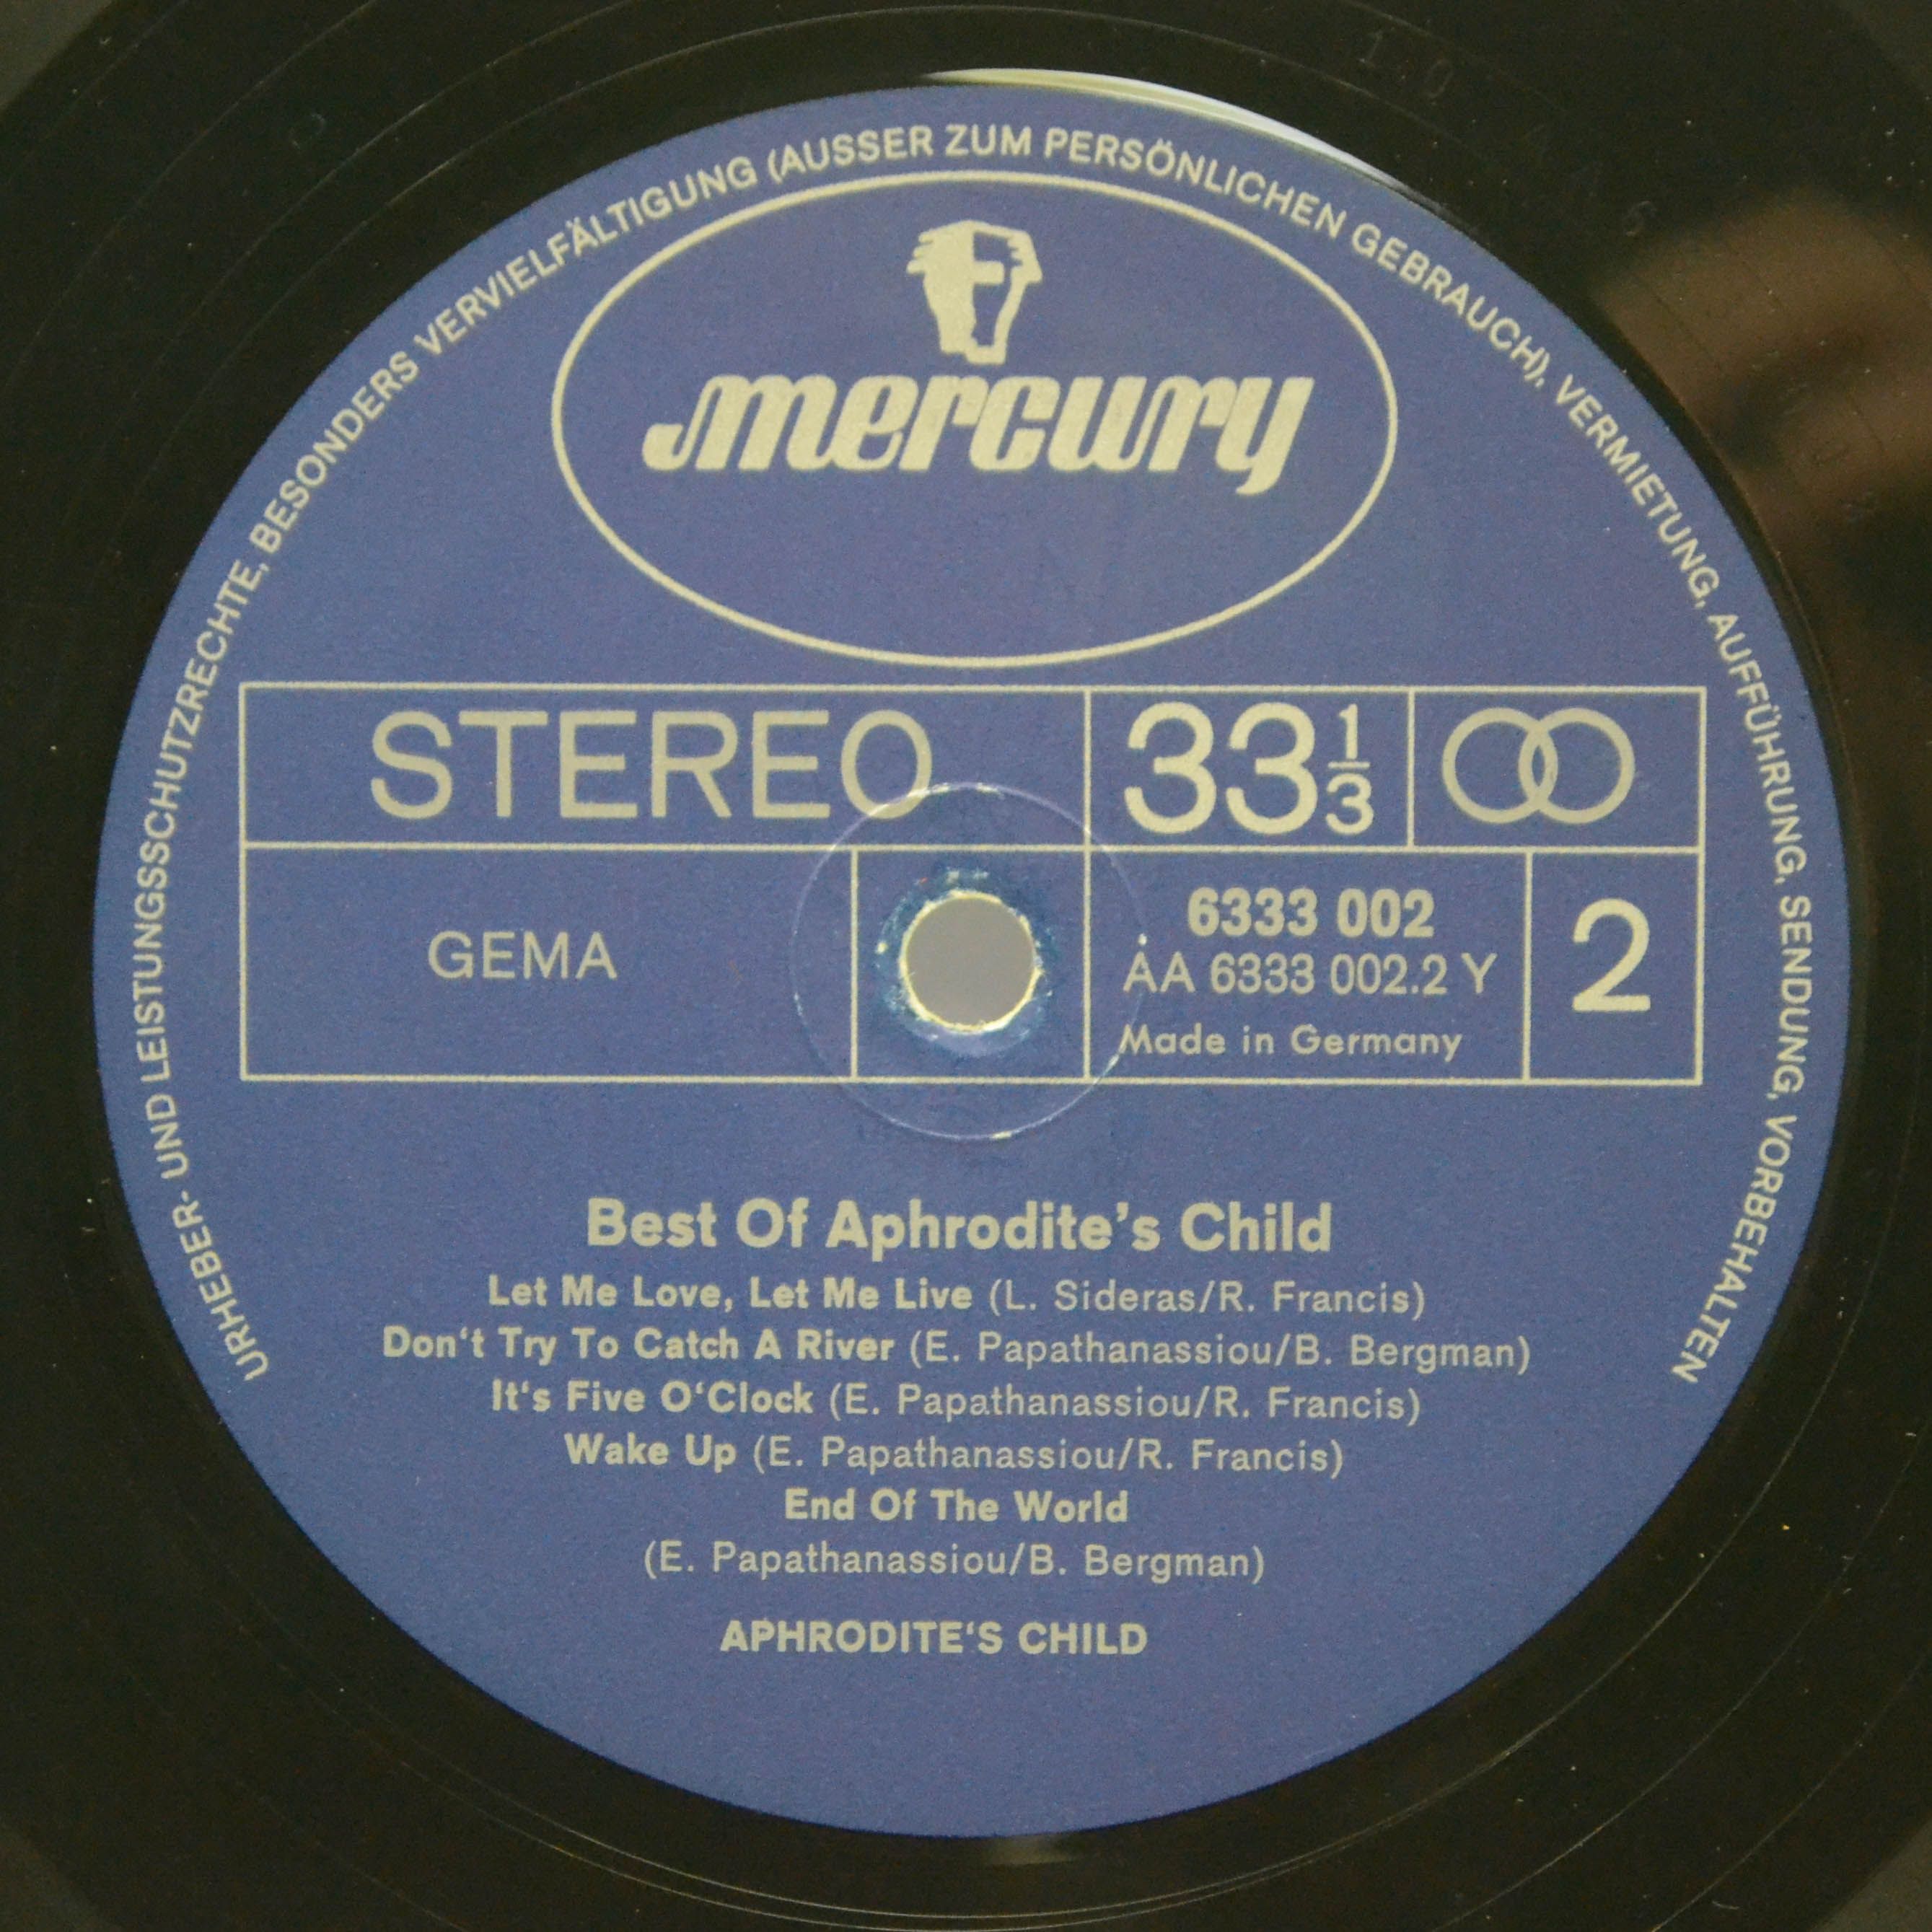 URHEBER- UND LEISTUNGSSCHUTZRECHTE, BESONDERS VERVIELFÄLTIGUNG (AUSSER ZUM PERSÖNLICHEN GEBRAUCH), VERMIETUNG, AUFFÜHRUNG, SENDUNG, VORBEHALTEN
mercury
STEREO
33 1/3
GEMA
6333 002
AA 6333 002.2 Y
Made in Germany
2
Best Of Aphrodite’s Child
Let Me Love, Let Me Live (L. Sideras/R. Francis)
Don‘t Try To Catch A River (E. Papathanassiou/B. Bergman)
It‘s Five O‘Clock (E. Papathanassiou/R. Francis)
Wake Up (E. Papathanassiou/R. Francis)
End Of The World
(E. Papathanassiou/B. Bergman)
APHRODITE‘S CHILD